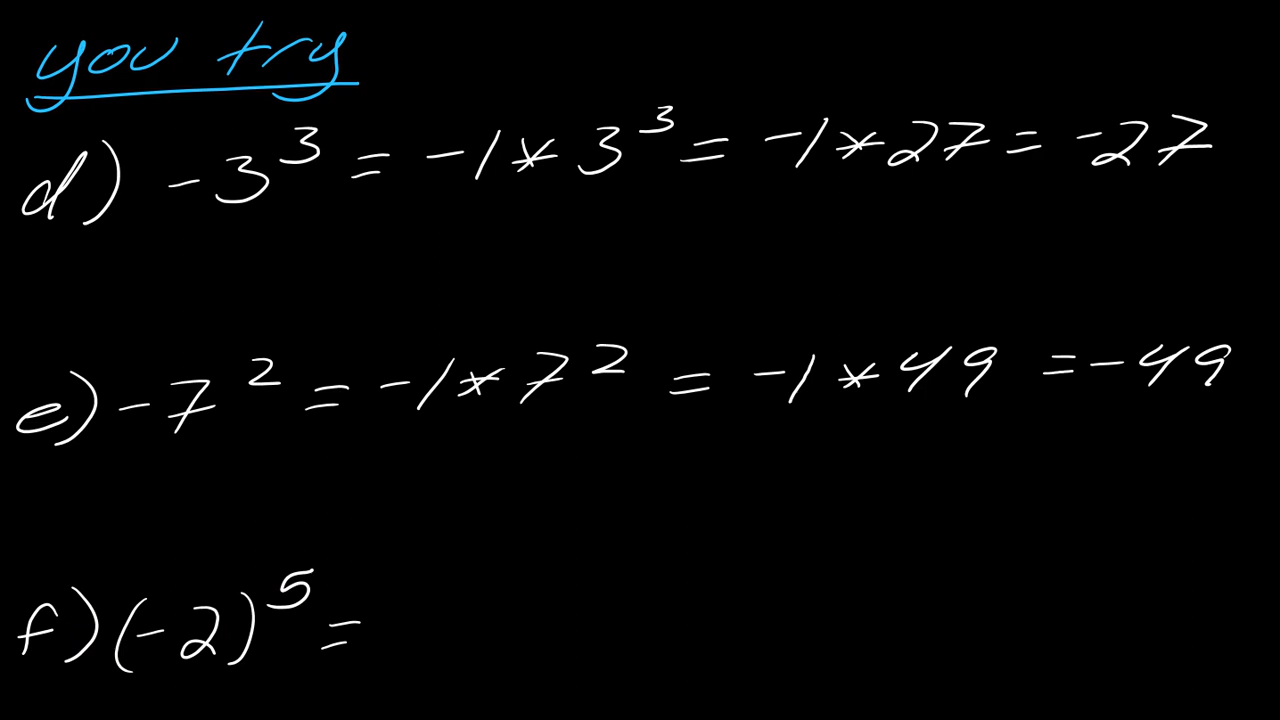 you try
d) -3³ = -1 * 3³ = -1 * 27 = -27
e) -7² = -1 * 7² = -1 * 49 = -49
f) (-2)⁵ =